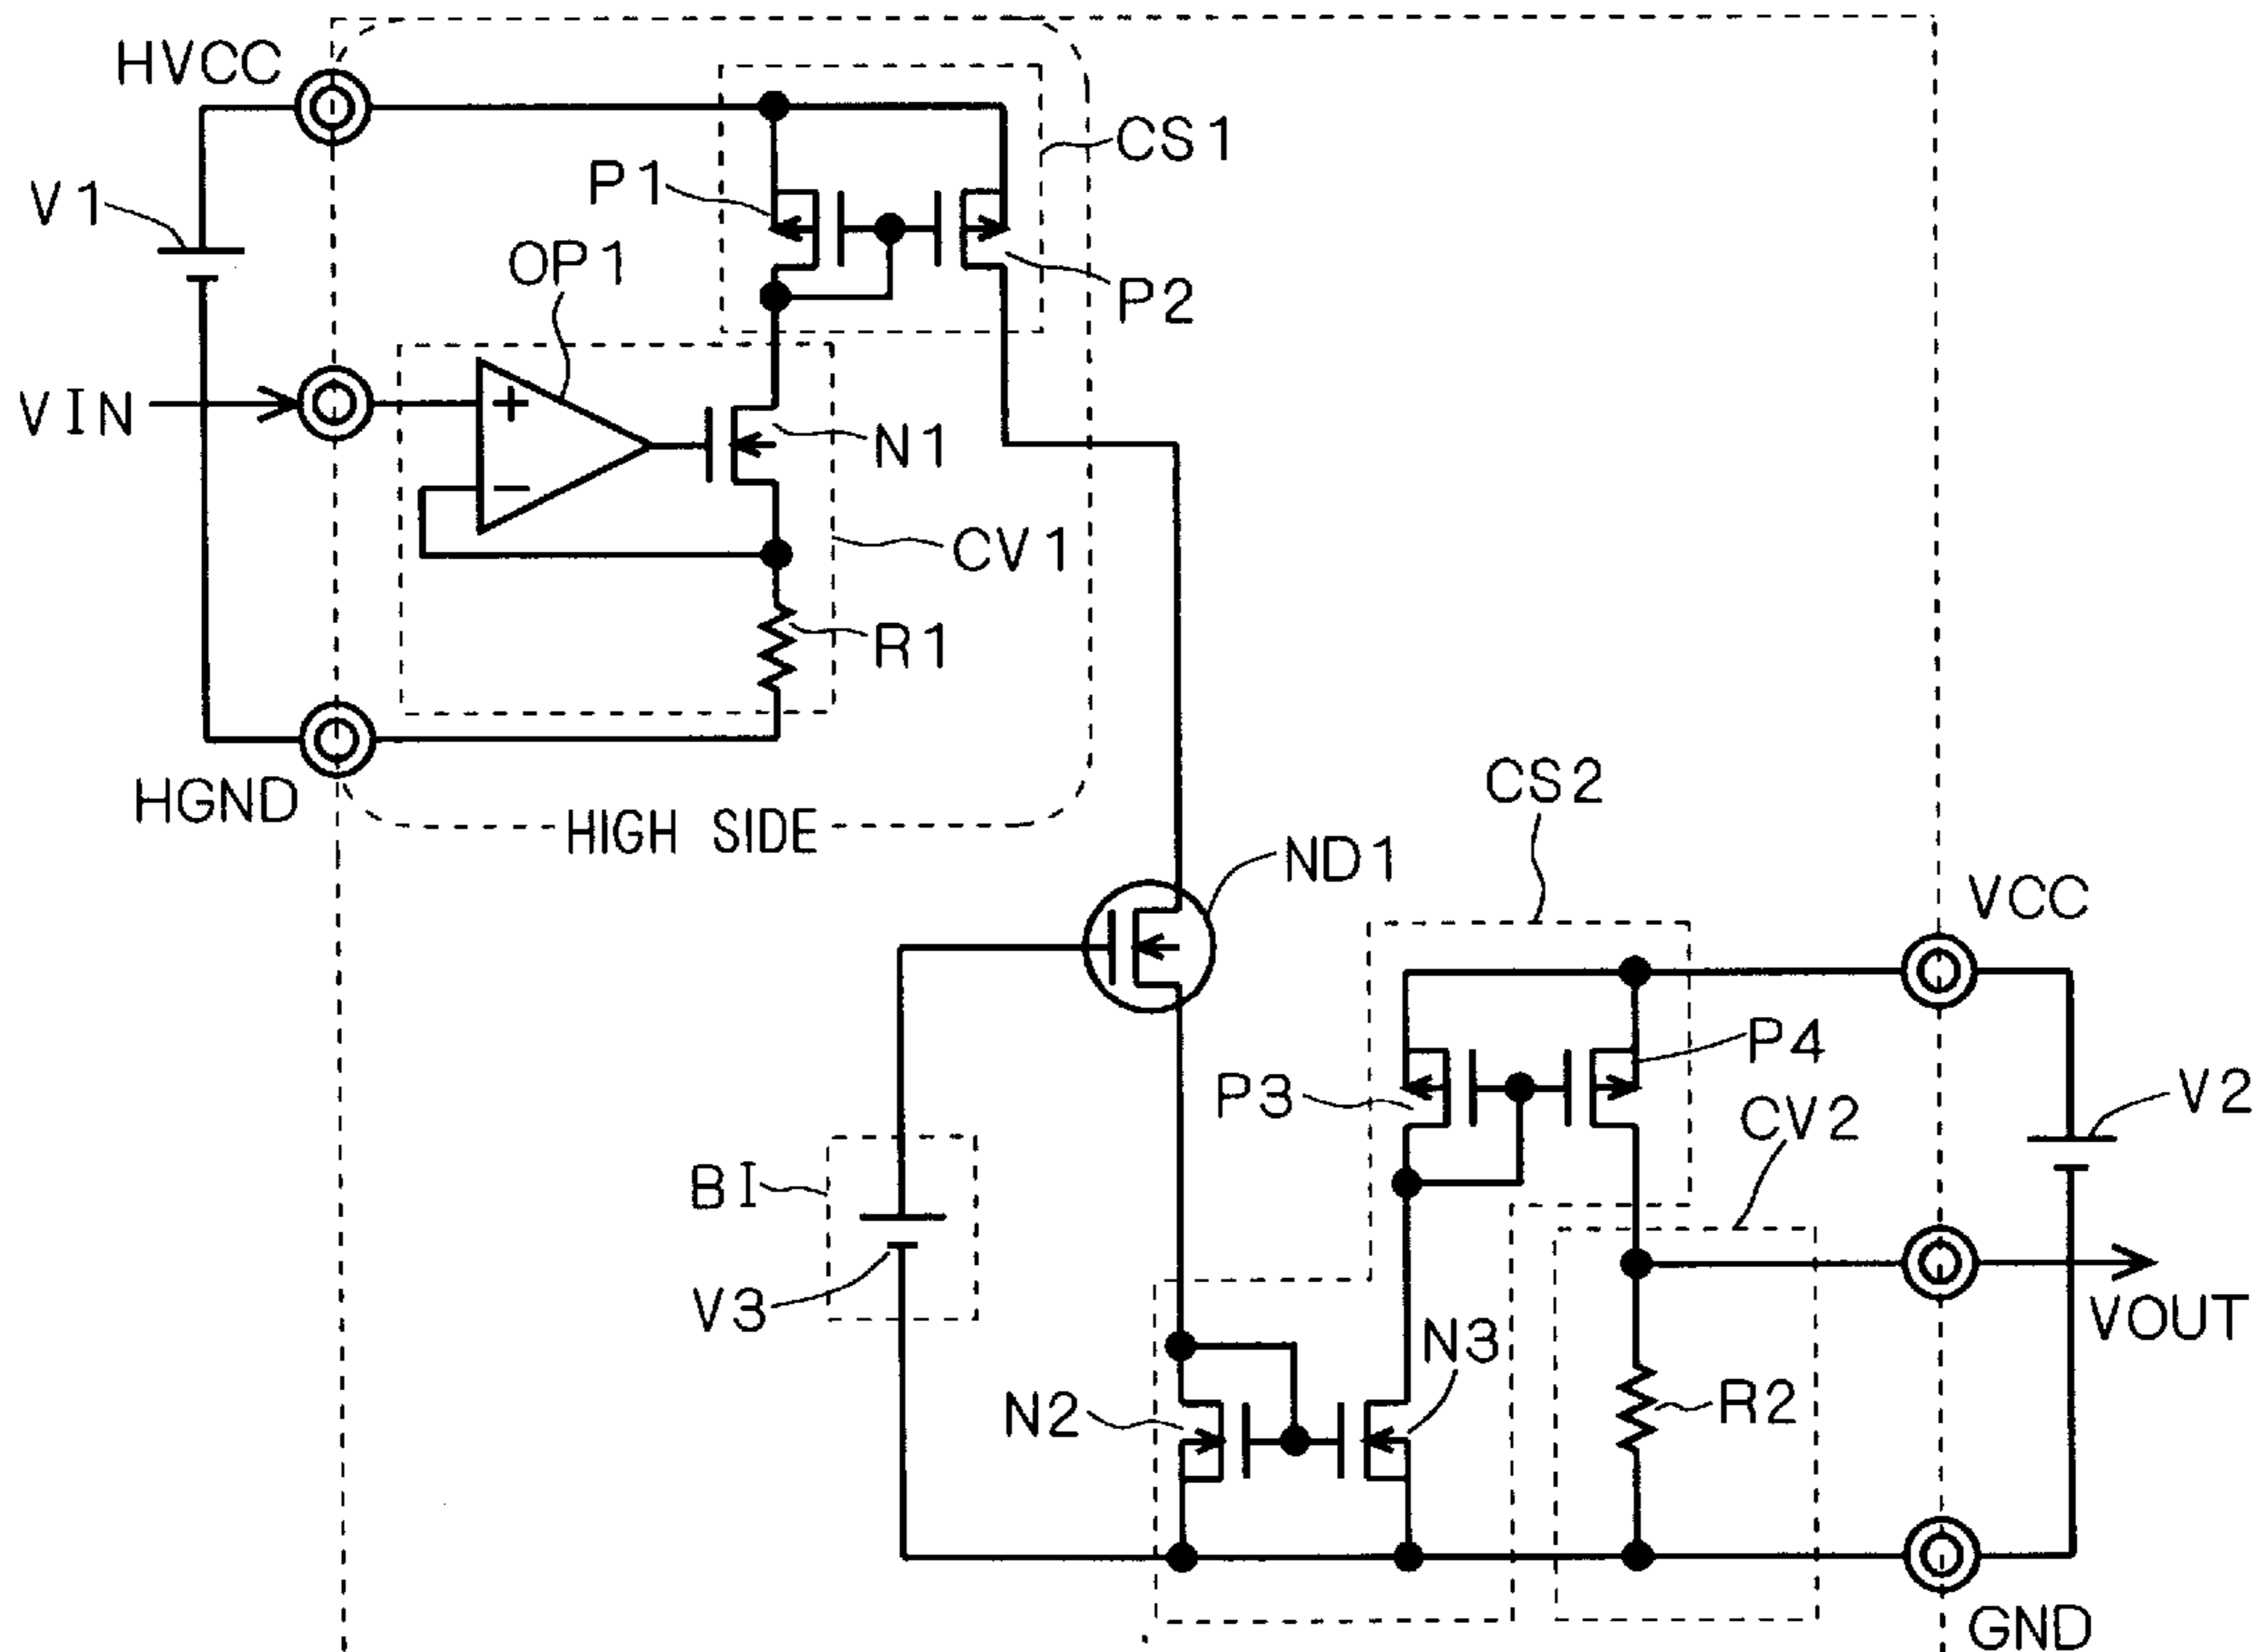 HVCC
CS1
P1
V1
OP1
P2
VIN
+
N1
−
CV1
R1
HGND
HIGH SIDE
CS2
ND1
VCC
P4
P3
V2
CV2
BI
V3
VOUT
N3
N2
R2
GND